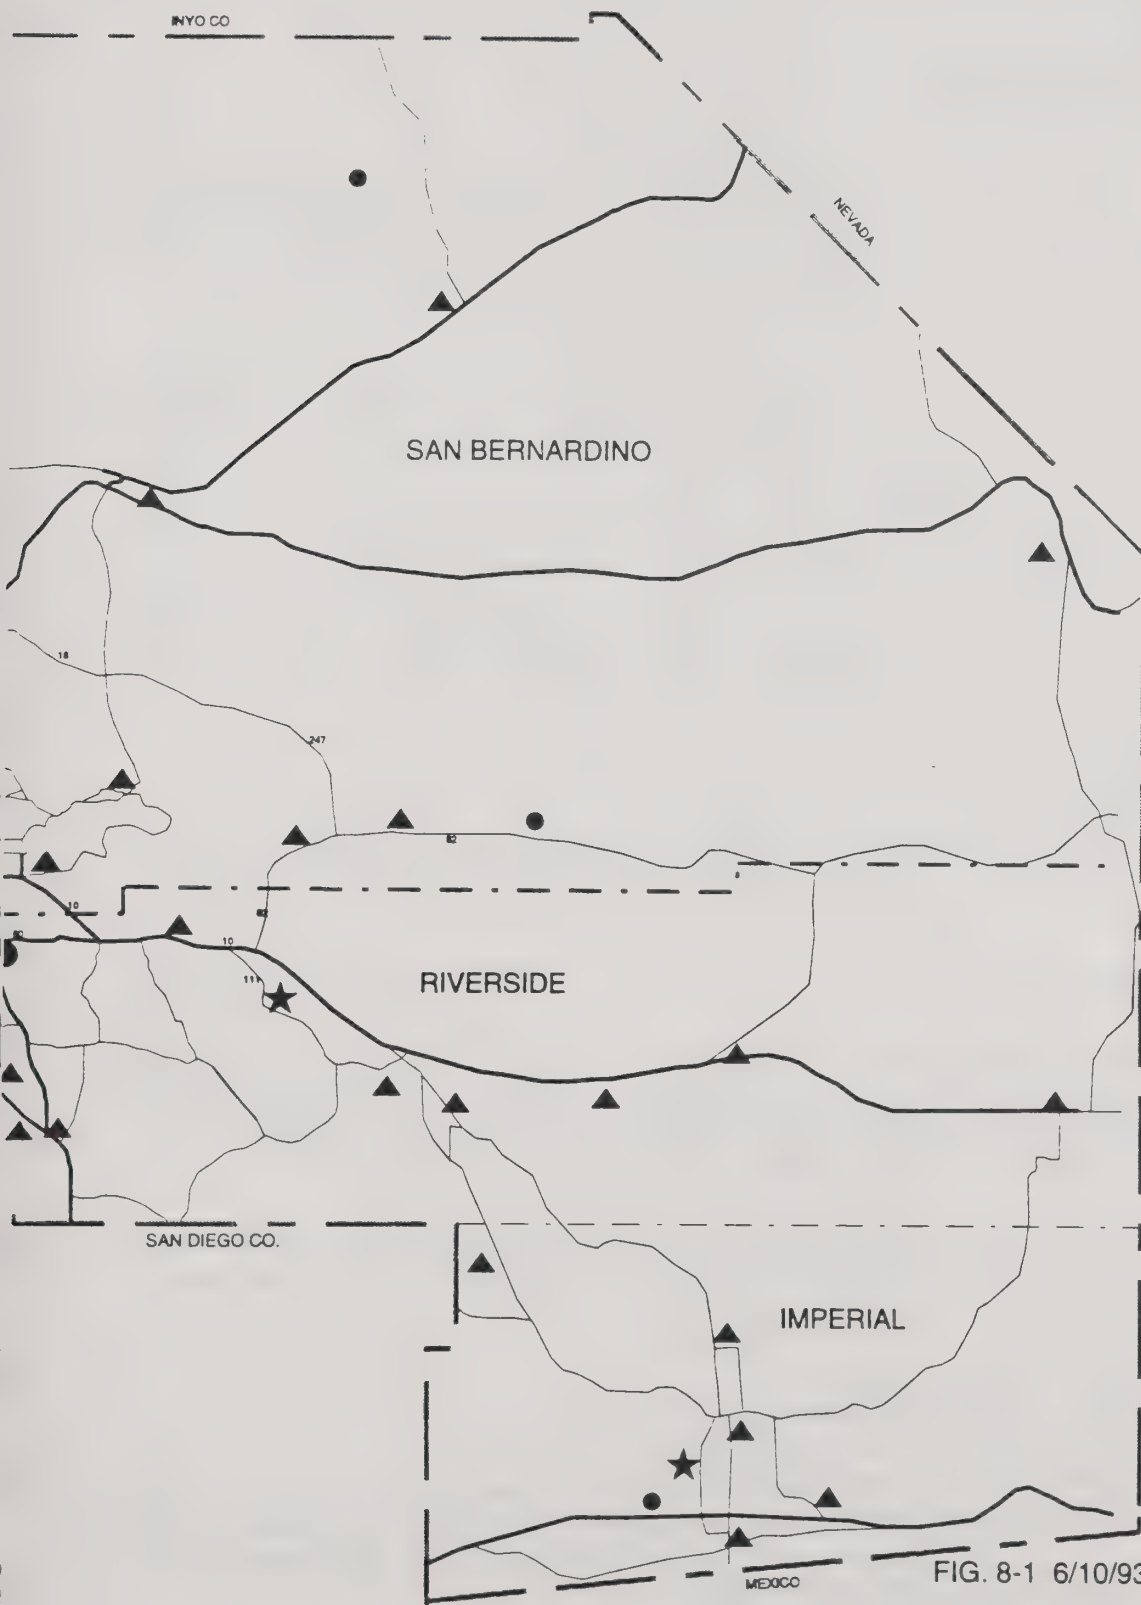 INYO CO
NEVADA
SAN BERNARDINO
18
247
62
10
62
60
10
111
RIVERSIDE
SAN DIEGO CO.
IMPERIAL
MEXICO
FIG. 8-1 6/10/93